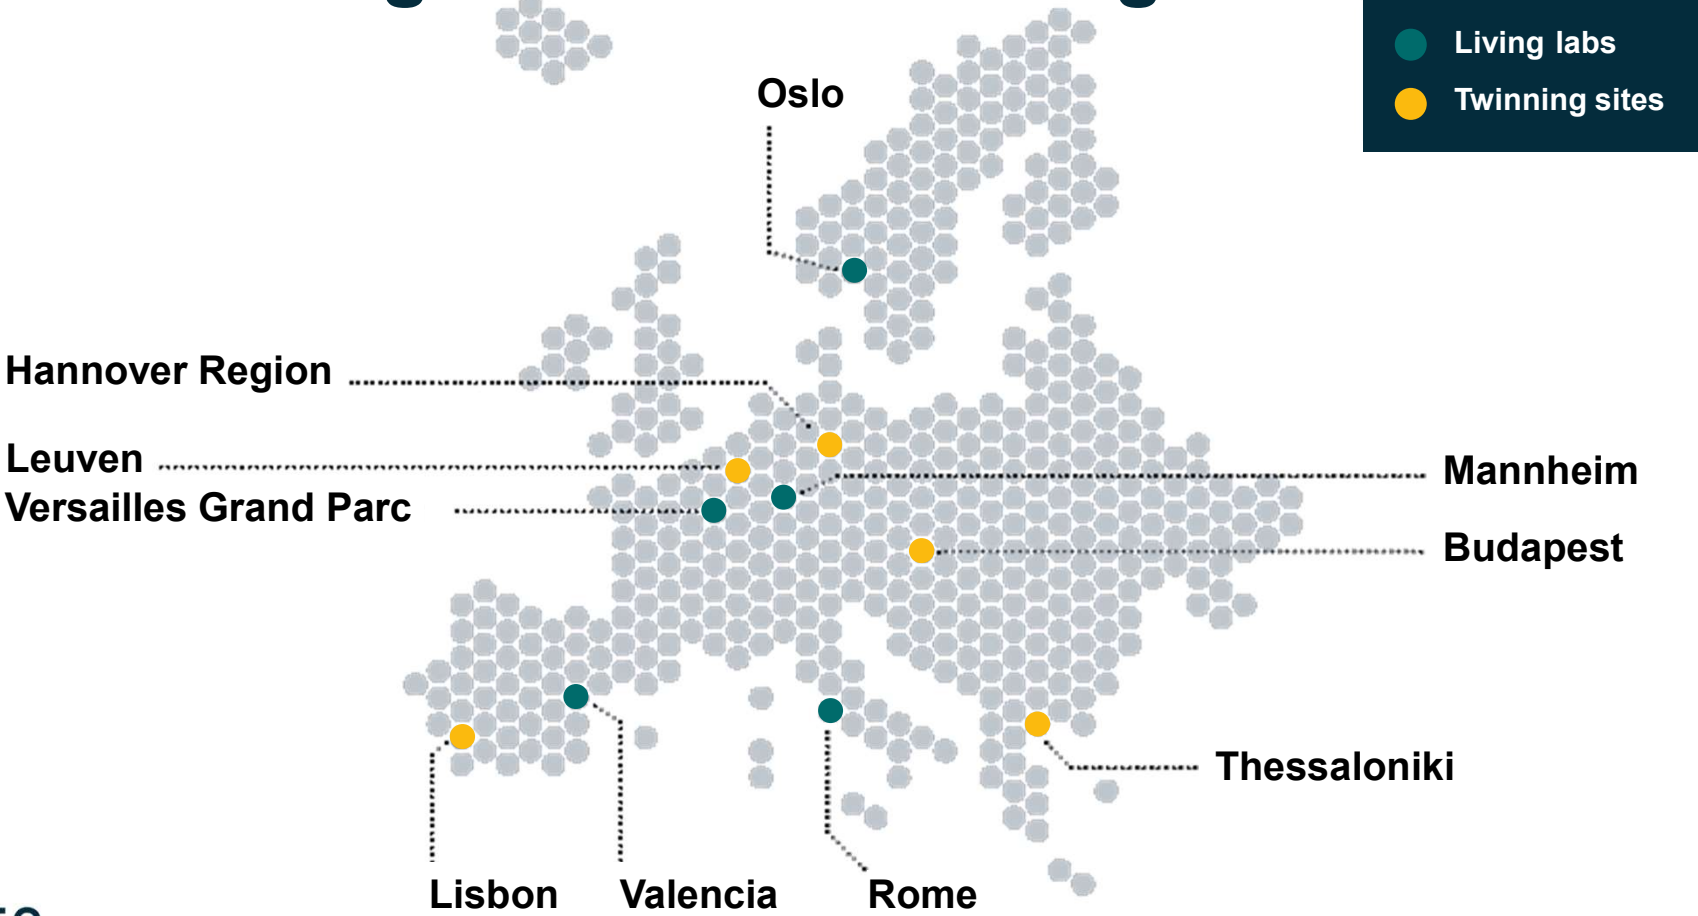 Living labs
Twinning sites
Oslo
Hannover Region
Leuven
Mannheim
Versailles Grand Parc
Budapest
Thessaloniki
Lisbon
Valencia
Rome